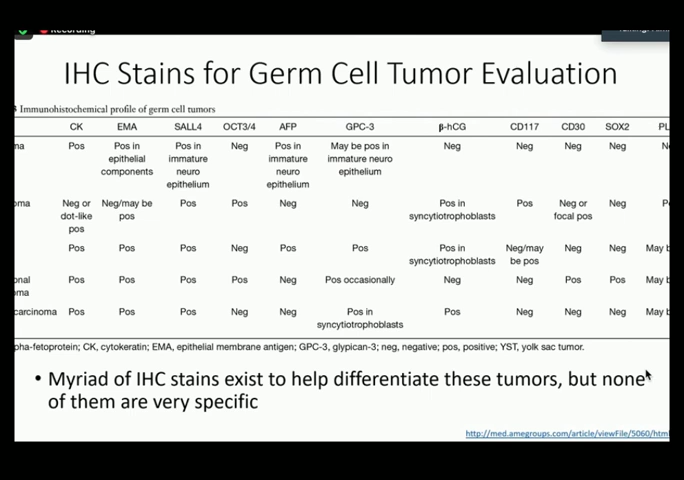 Recording
IHC Stains for Germ Cell Tumor Evaluation
Immunohistochemical profile of germ cell tumors
CK EMA SALL4 OCT3/4 AFP GPC-3 β-hCG CD117 CD30 SOX2 PL
ma Pos Pos in Pos in Neg Pos in May be pos in Neg Neg Neg Neg N
epithelial immature immature immature neuro
components neuro neuro epithelium
epithelium epithelium
oma Neg or Neg/may be Pos Pos Neg Neg Pos in Pos Neg or Neg P
dot-like pos syncytiotrophoblasts focal pos
pos
Pos Pos Pos Neg Pos Pos Pos in Neg/may Neg Neg May b
syncytiotrophoblasts be pos
onal Pos Pos Pos Pos Neg Pos occasionally Neg Neg Pos Pos May b
ma
carcinoma Pos Pos Pos Neg Neg Pos in Pos Neg Neg Neg May b
syncytiotrophoblasts
pha-fetoprotein; CK, cytokeratin; EMA, epithelial membrane antigen; GPC-3, glypican-3; neg, negative; pos, positive; YST, yolk sac tumor.
• Myriad of IHC stains exist to help differentiate these tumors, but none
of them are very specific
http://med.amegroups.com/article/viewFile/5060/html